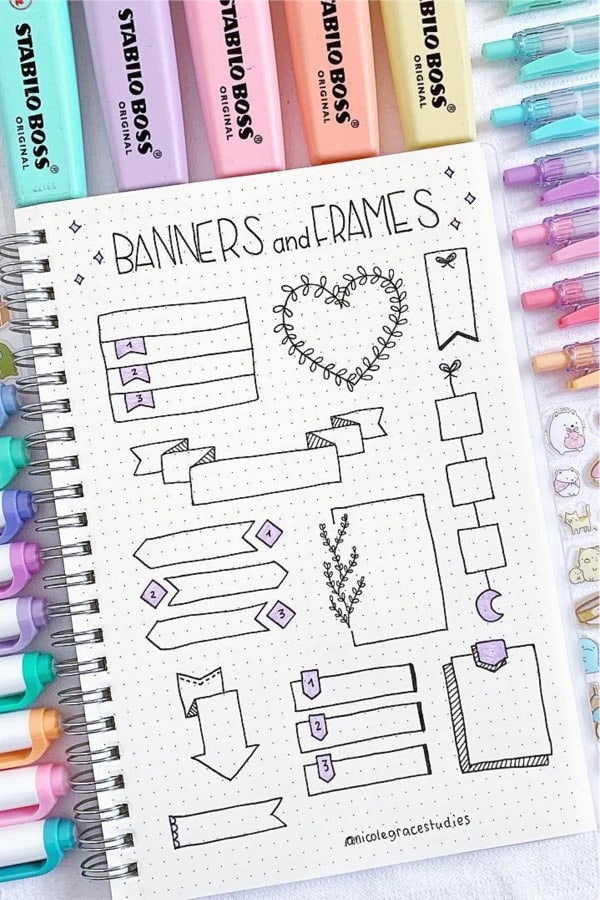 STABILO BOSS
ORIGINAL
STABILO BOSS
ORIGINAL
STABILO BOSS
ORIGINAL
STABILO BOSS
ORIGINAL
STABILO BOSS
ORIGINAL
BANNERS and FRAMES
1
2
3
1
2
3
1
2
3
@nicolegracestudies